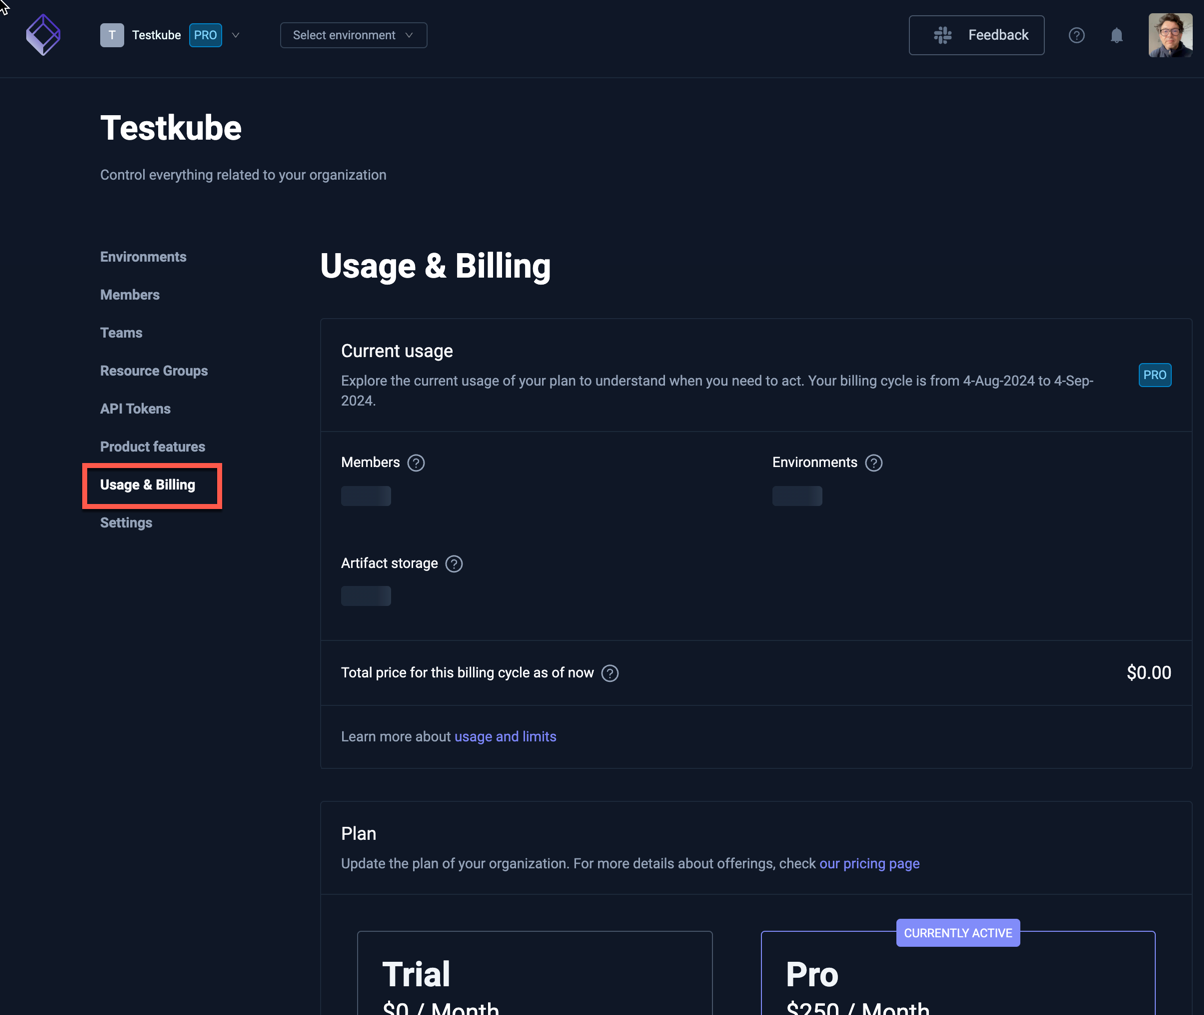 T Testkube PRO
Select environment
Feedback
Testkube
Control everything related to your organization
Environments
Members
Teams
Resource Groups
API Tokens
Product features
Usage & Billing
Settings
Usage & Billing
Current usage
Explore the current usage of your plan to understand when you need to act. Your billing cycle is from 4-Aug-2024 to 4-Sep-
2024.
PRO
Members ?
Environments ?
Artifact storage ?
Total price for this billing cycle as of now ?
$0.00
Learn more about usage and limits
Plan
Update the plan of your organization. For more details about offerings, check our pricing page
Trial
$0 / Month
CURRENTLY ACTIVE
Pro
$250 / Month